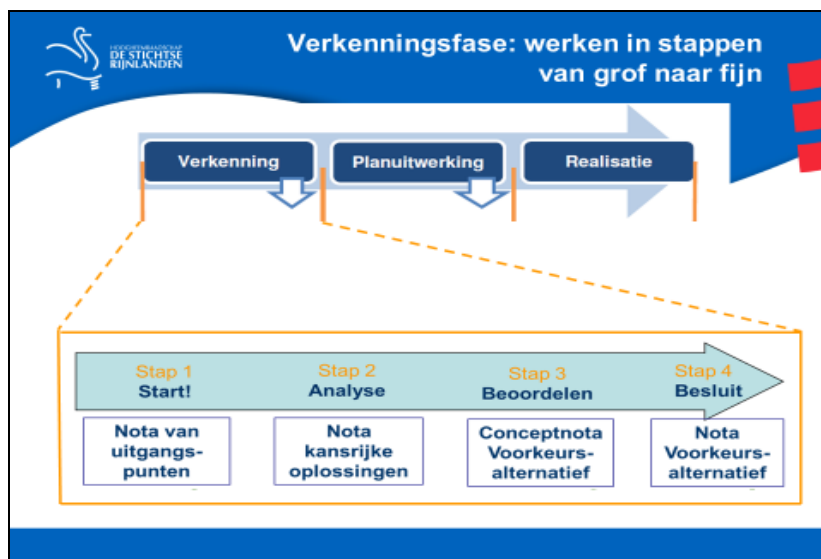 HOOGHEEMRAADSCHAP
DE STICHTSE
RIJNLANDEN
Verkenningsfase: werken in stappen
van grof naar fijn
Verkenning
Planuitwerking
Realisatie
Stap 1
Start!
Stap 2
Analyse
Stap 3
Beoordelen
Stap 4
Besluit
Nota van
uitgangs-
punten
Nota
kansrijke
oplossingen
Conceptnota
Voorkeurs-
alternatief
Nota
Voorkeurs-
alternatief